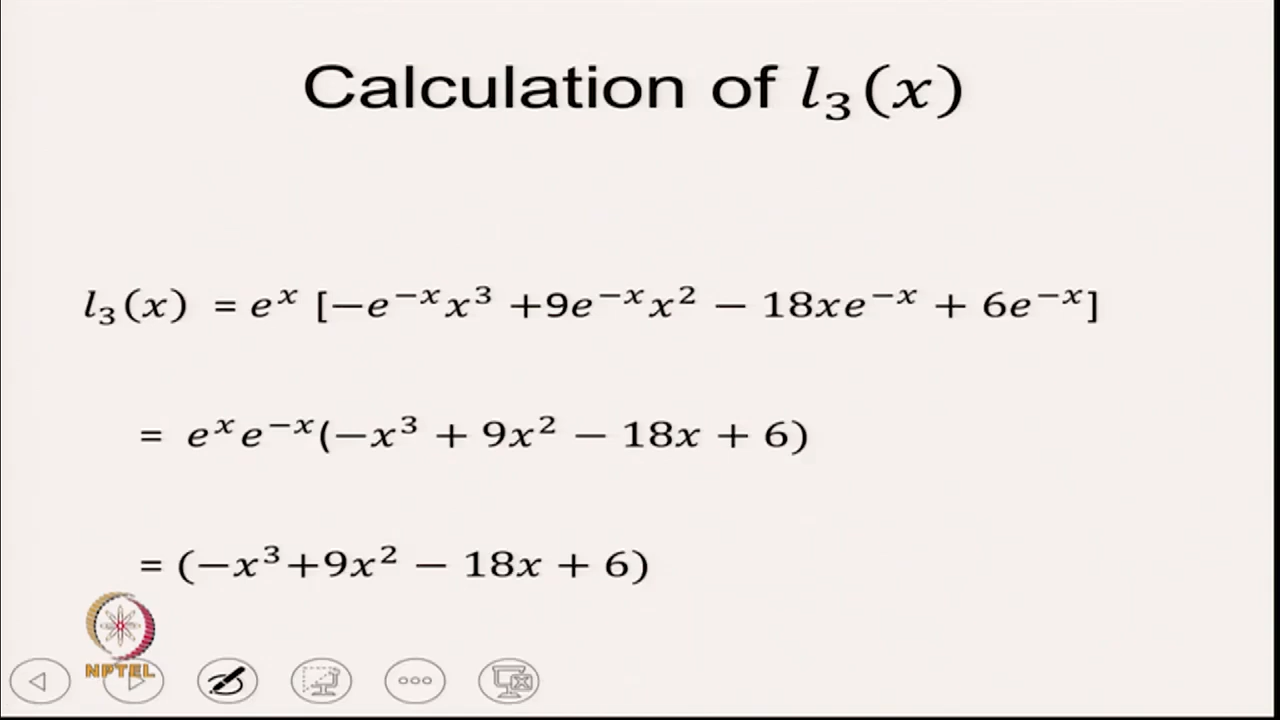 Calculation of 𝑙₃(𝑥)
𝑙₃(𝑥) = 𝑒ˣ [−𝑒⁻ˣ𝑥³ +9𝑒⁻ˣ𝑥² − 18𝑥𝑒⁻ˣ + 6𝑒⁻ˣ]
= 𝑒ˣ𝑒⁻ˣ(−𝑥³ + 9𝑥² − 18𝑥 + 6)
= (−𝑥³+9𝑥² − 18𝑥 + 6)
NPTEL